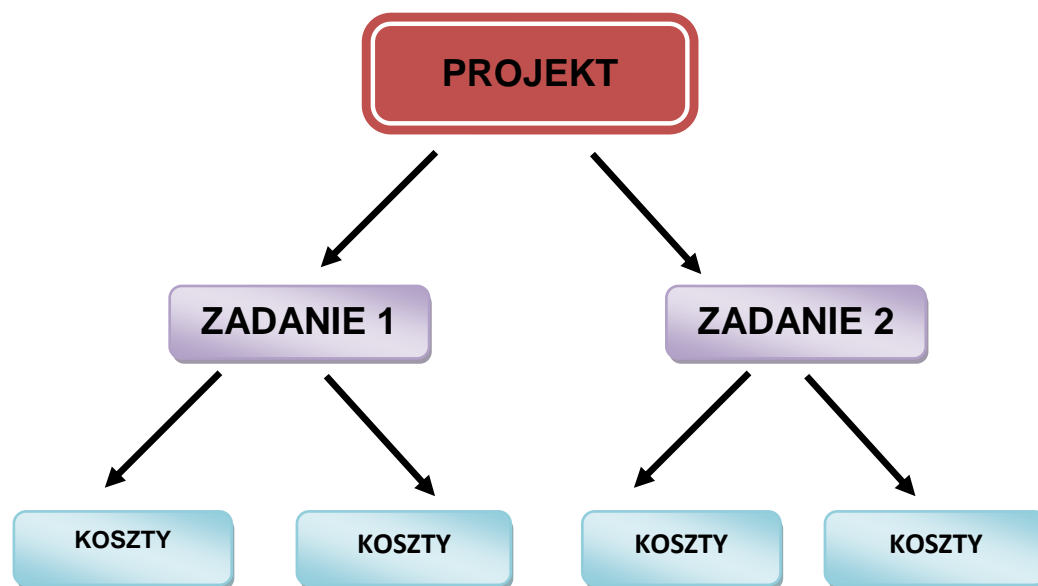 PROJEKT
ZADANIE 1
ZADANIE 2
KOSZTY
KOSZTY
KOSZTY
KOSZTY